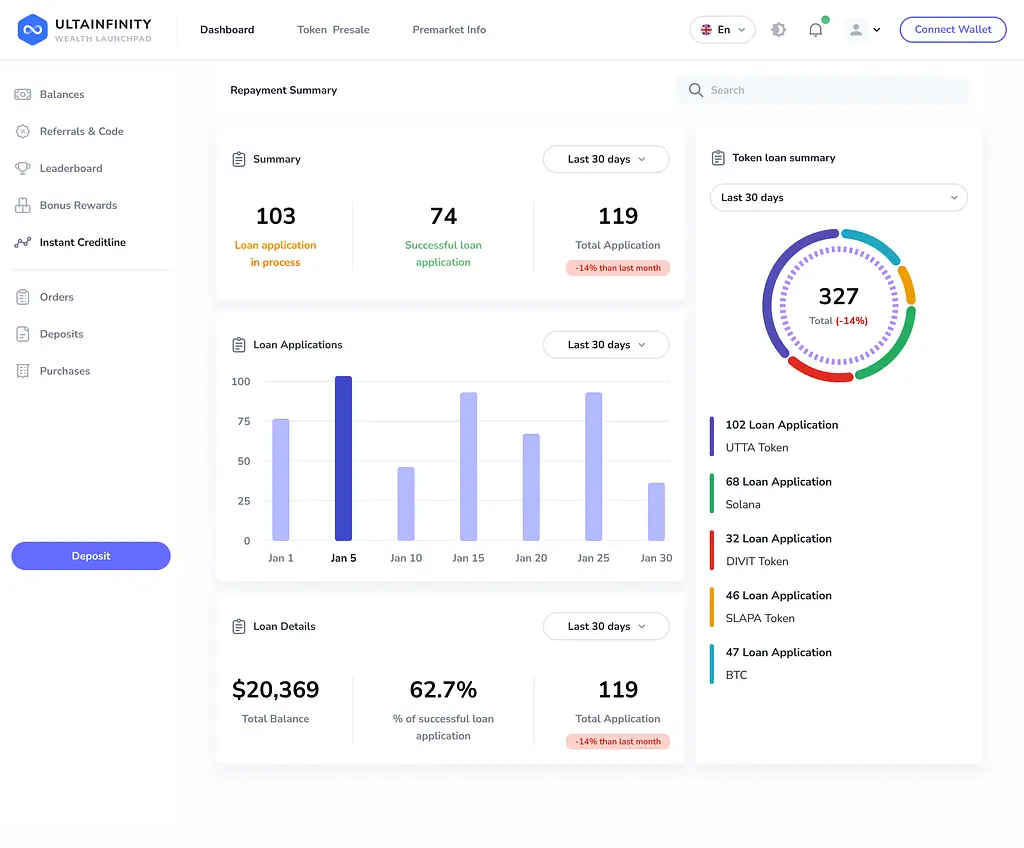 ULTAINFINITY
WEALTH LAUNCHPAD
Dashboard
Token Presale
Premarket Info
En
Connect Wallet
Balances
Referrals & Code
Leaderboard
Bonus Rewards
Instant Creditline
Orders
Deposits
Purchases
Deposit
Repayment Summary
Search
Summary
Last 30 days
103
Loan application
in process
74
Successful loan
application
119
Total Application
-14% than last month
Loan Applications
Last 30 days
100
75
50
25
0
Jan 1
Jan 5
Jan 10
Jan 15
Jan 20
Jan 25
Jan 30
Loan Details
Last 30 days
$20,369
Total Balance
62.7%
% of successful loan
application
119
Total Application
-14% than last month
Token loan summary
Last 30 days
327
Total (-14%)
102 Loan Application
UTTA Token
68 Loan Application
Solana
32 Loan Application
DIVIT Token
46 Loan Application
SLAPA Token
47 Loan Application
BTC